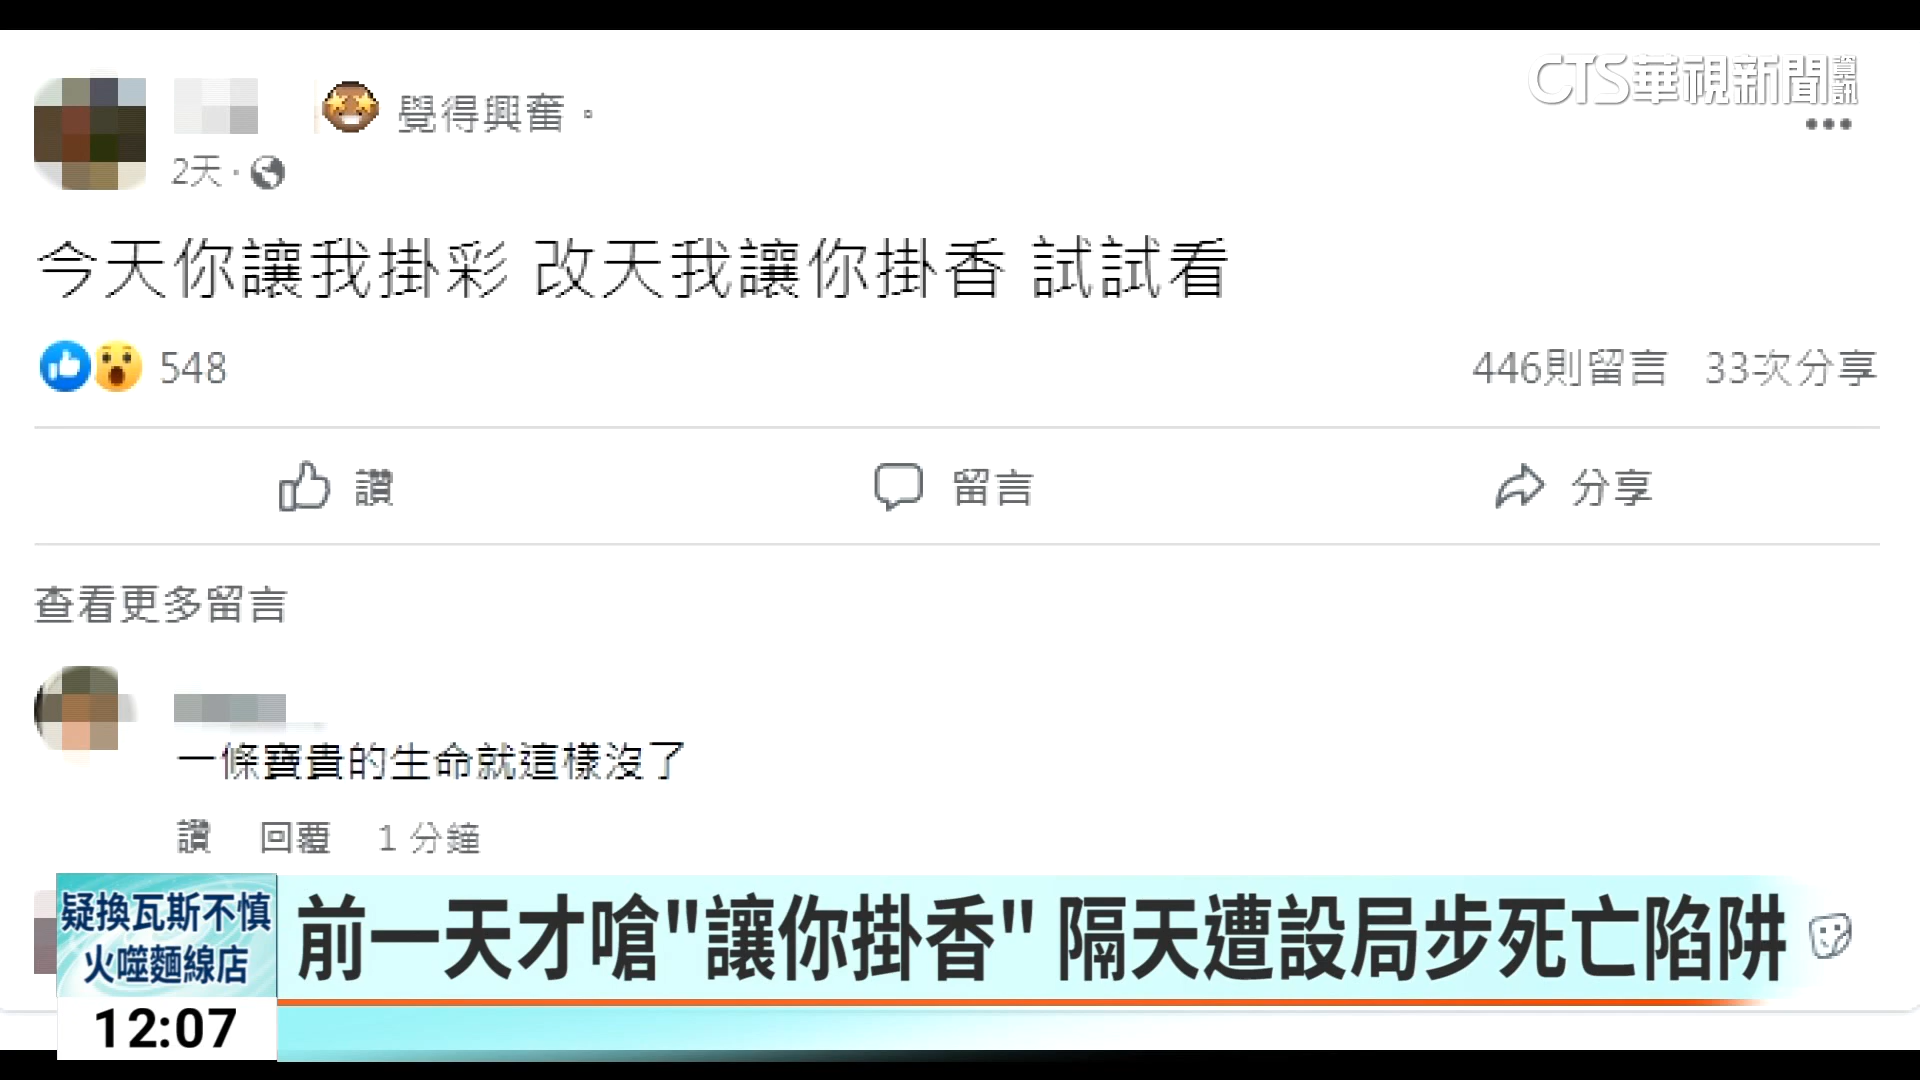 CTS華視新聞資訊
覺得興奮。
2天·
今天你讓我掛彩 改天我讓你掛香 試試看
548
446則留言 33次分享
讚 留言 分享
查看更多留言
一條寶貴的生命就這樣沒了
讚 回覆 1 分鐘
疑換瓦斯不慎
火噬麵線店
前一天才嗆"讓你掛香" 隔天遭設局步死亡陷阱
12:07